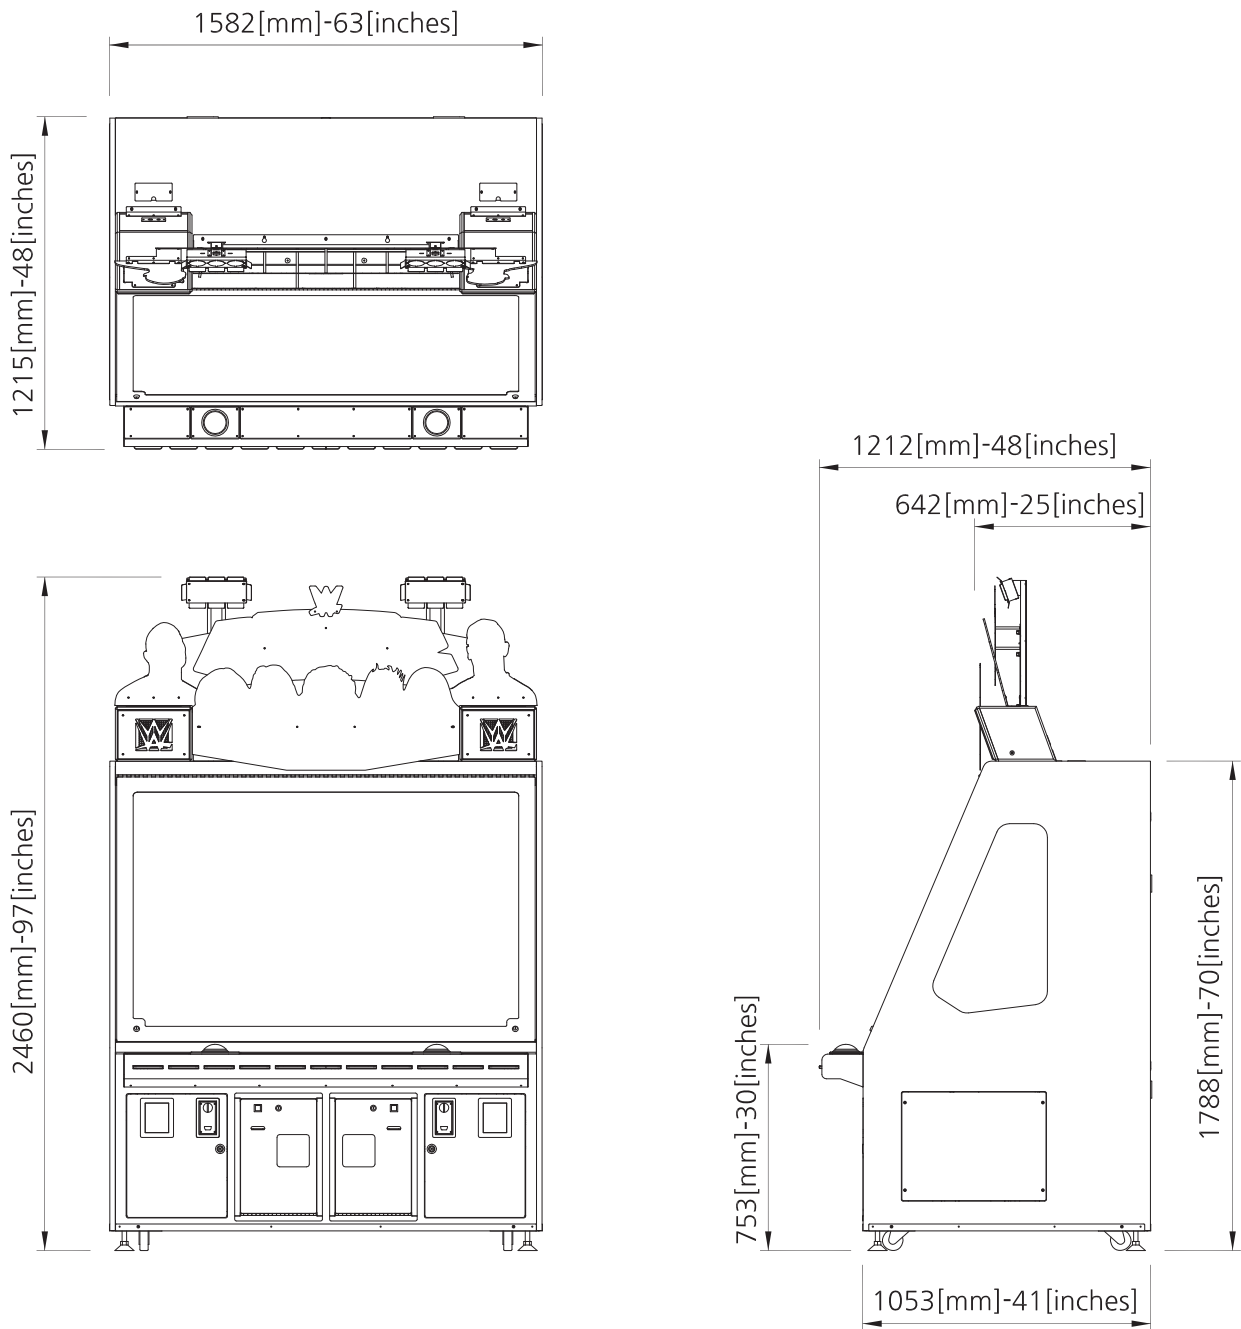 1582[mm]-63[inches]
1215[mm]-48[inches]
1212[mm]-48[inches]
642[mm]-25[inches]
W
W W
2460[mm]-97[inches]
753[mm]-30[inches]
1788[mm]-70[inches]
1053[mm]-41[inches]